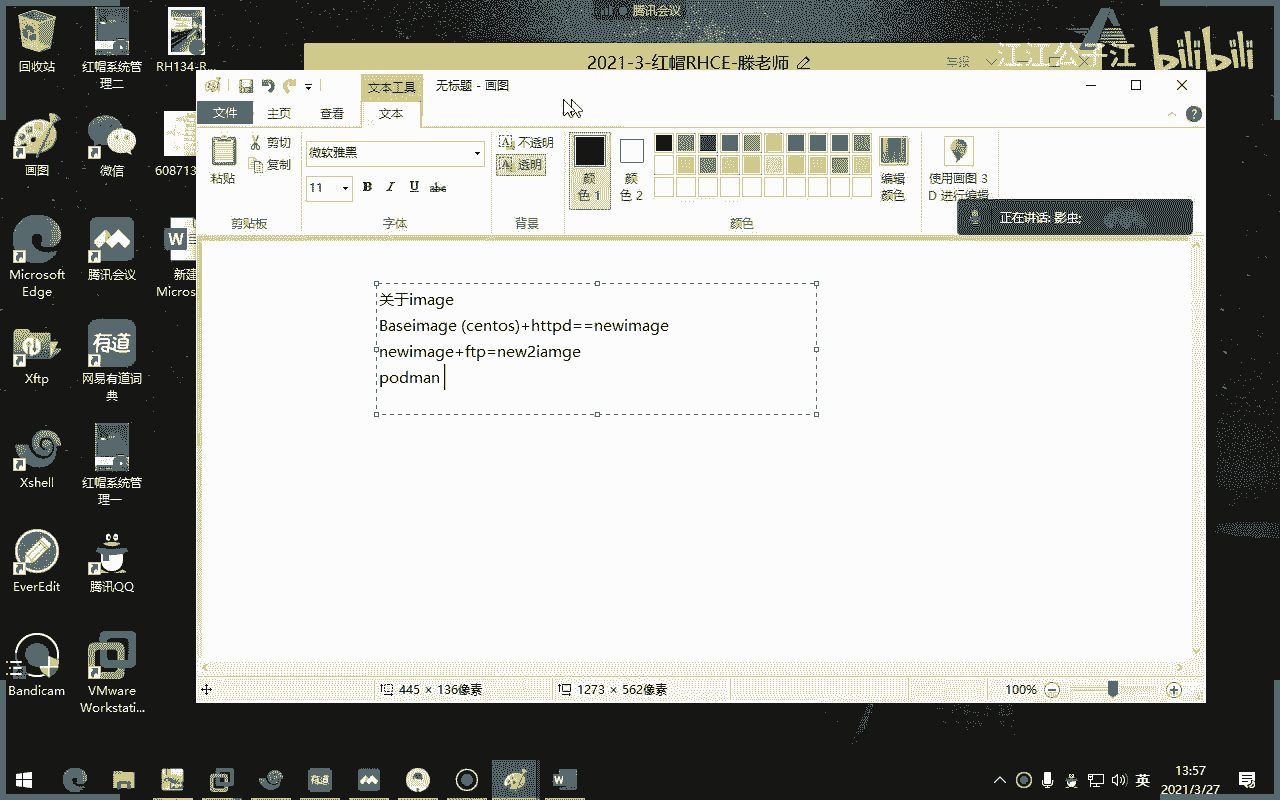 腾讯会议
江江公子江 bilibili
2021-3-红帽RHCE-滕老师
文本工具 无标题 - 画图
文件 主页 查看 文本
粘贴
剪切
复制
剪贴板
微软雅黑
11 B I U abc
字体
不透明
透明
背景
颜色 1
颜色 2
颜色
编辑颜色
使用画图 3D 进行编辑
正在讲话: 影虫;
关于image
Baseimage (centos)+httpd==newimage
newimage+ftp=new2iamge
podman
445 × 136像素
1273 × 562像素
100%
回收站
红帽系统管理二
RH134-R...
画图
微信
608713
Microsoft Edge
腾讯会议
新建
Micros
Xftp
有道
网易有道词典
Xshell
红帽系统管理一
EverEdit
腾讯QQ
Bandicam
VMware Workstati...
英
13:57
2021/3/27